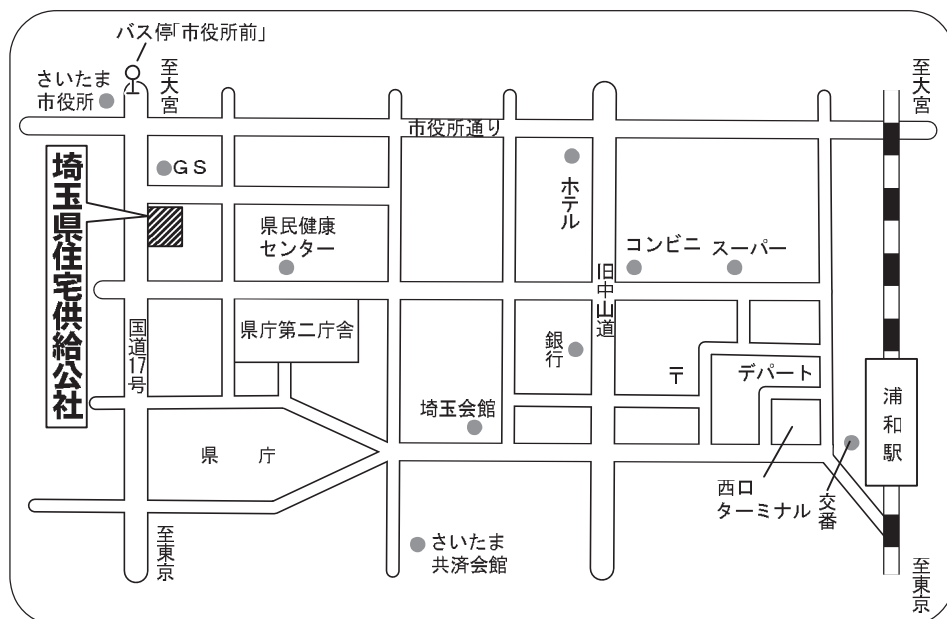 バス停「市役所前」
さいたま
市役所
至大宮
至大宮
市役所通り
GS
埼玉県住宅供給公社
県民健康
センター
ホテル
コンビニ
スーパー
旧中山道
国道17号
県庁第二庁舎
銀行
〒
デパート
浦和駅
埼玉会館
県庁
西口
ターミナル
交番
至東京
さいたま
共済会館
至東京